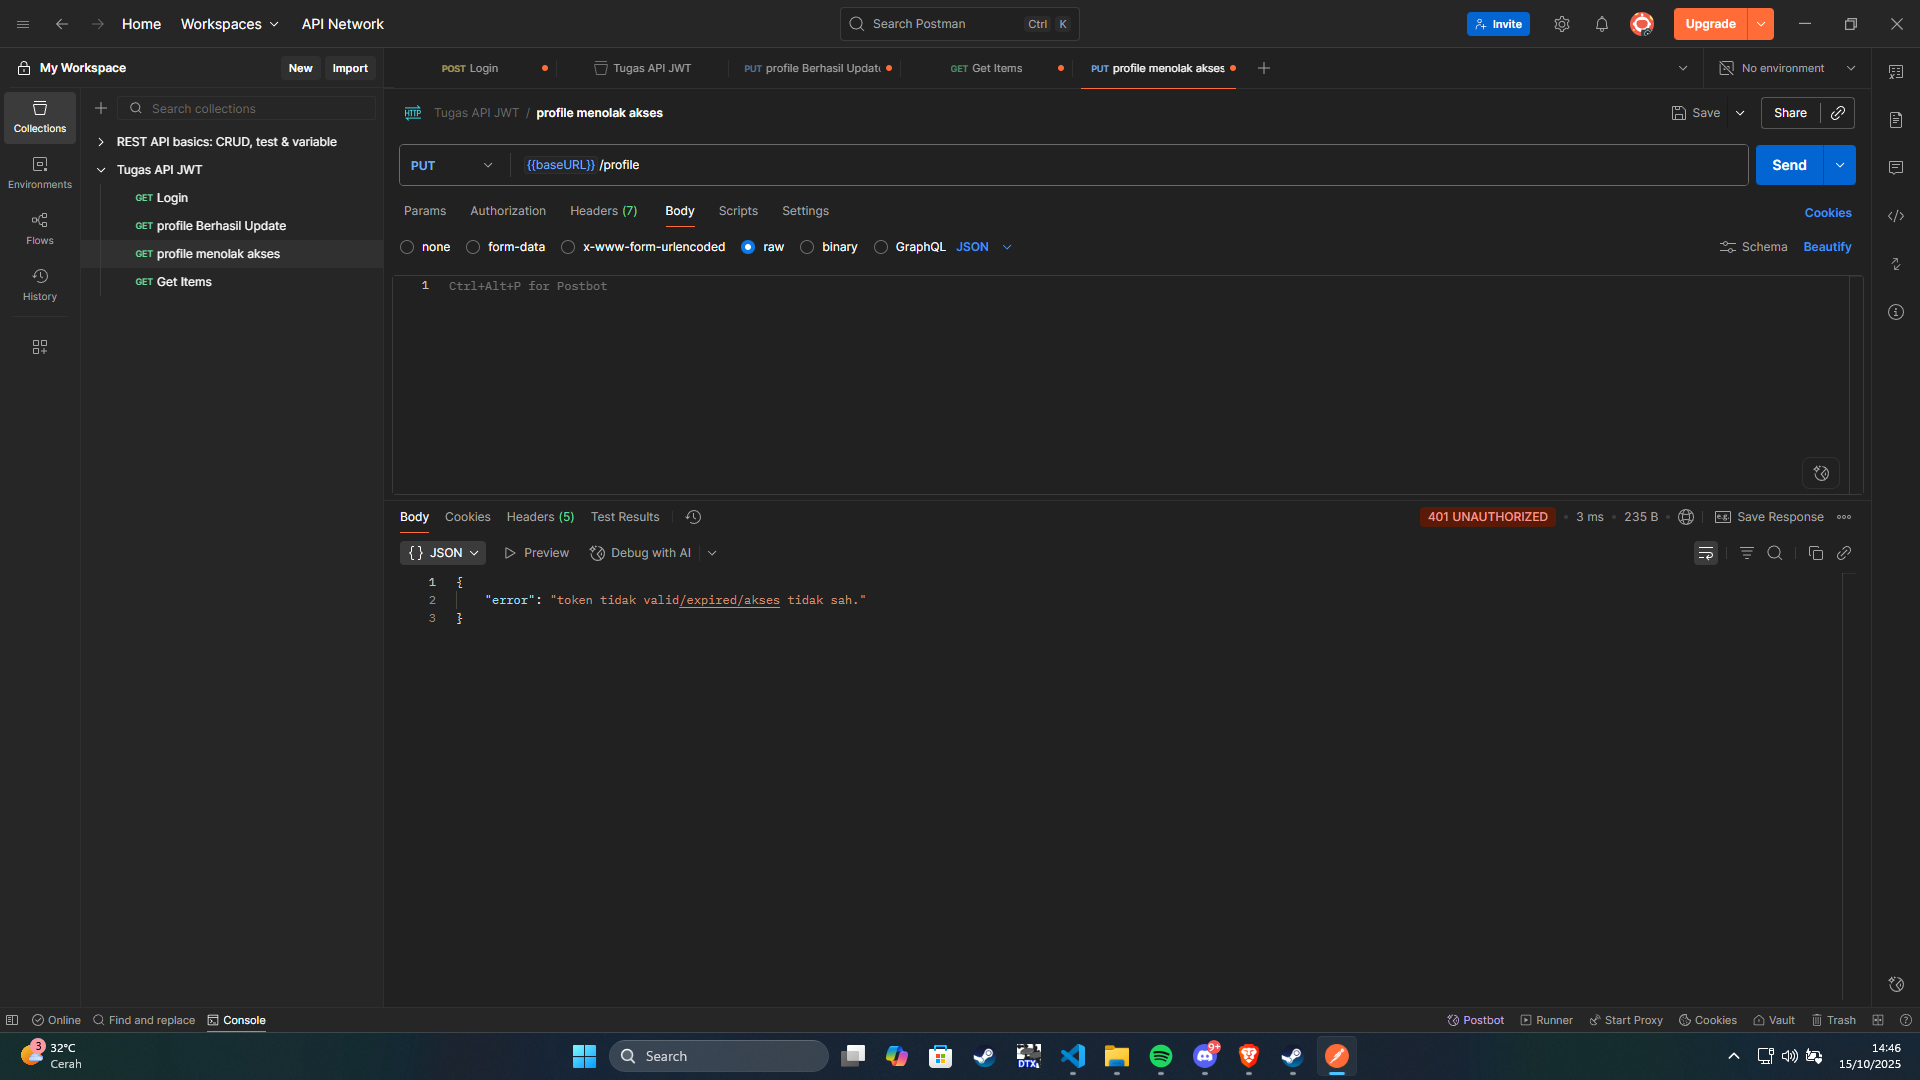 Home
Workspaces
API Network
Search Postman
Ctrl
K
Invite
Upgrade
My Workspace
New
Import
POST Login
Tugas API JWT
PUT profile Berhasil Updat
GET Get Items
PUT profile menolak akses
No environment
Collections
Environments
Flows
History
Search collections
REST API basics: CRUD, test & variable
Tugas API JWT
GET Login
GET profile Berhasil Update
GET profile menolak akses
GET Get Items
HTTP
Tugas API JWT / profile menolak akses
Save
Share
PUT
{{baseURL}} /profile
Send
Params
Authorization
Headers (7)
Body
Scripts
Settings
Cookies
none
form-data
x-www-form-urlencoded
raw
binary
GraphQL
JSON
Schema
Beautify
1
Ctrl+Alt+P for Postbot
Body
Cookies
Headers (5)
Test Results
401 UNAUTHORIZED
3 ms
235 B
e.g.
Save Response
{} JSON
Preview
Debug with AI
1 {
2 "error": "token tidak valid/expired/akses tidak sah."
3 }
Online
Find and replace
Console
Postbot
Runner
Start Proxy
Cookies
Vault
Trash
3
32°C
Cerah
Search
DTX
9+
14:46
15/10/2025